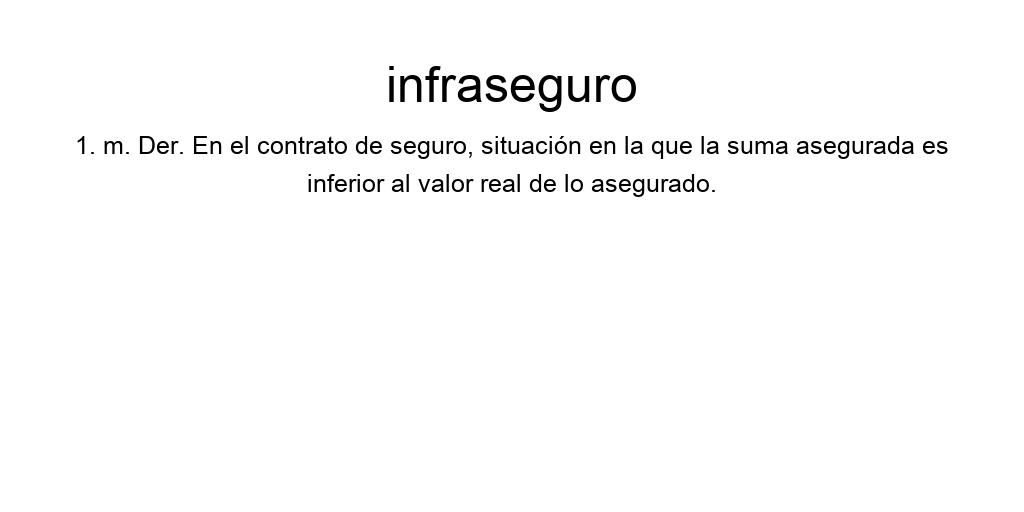 infraseguro
1. m. Der. En el contrato de seguro, situación en la que la suma asegurada es
inferior al valor real de lo asegurado.